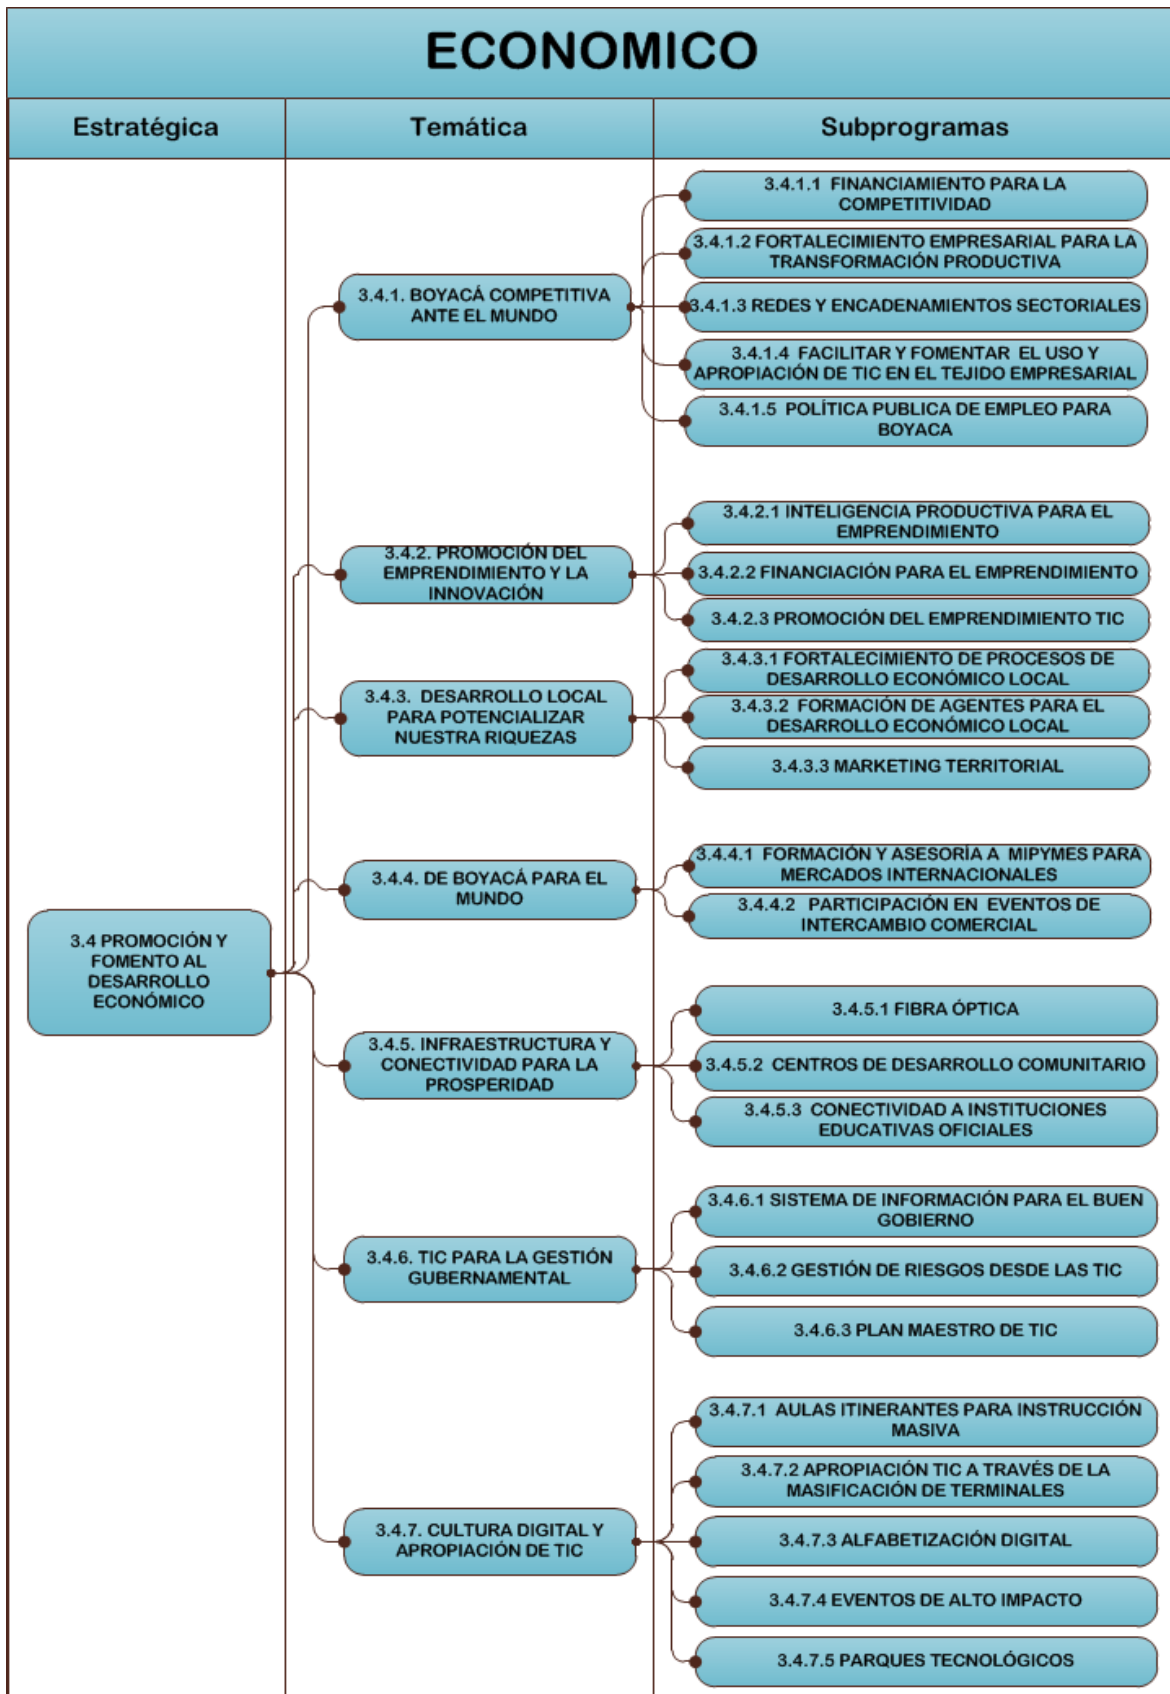 ECONOMICO
Estratégica
Temática
Subprogramas
3.4 PROMOCIÓN Y
FOMENTO AL
DESARROLLO
ECONÓMICO
3.4.1. BOYACÁ COMPETITIVA
ANTE EL MUNDO
3.4.1.1 FINANCIAMIENTO PARA LA
COMPETITIVIDAD
3.4.1.2 FORTALECIMIENTO EMPRESARIAL PARA LA
TRANSFORMACIÓN PRODUCTIVA
3.4.1.3 REDES Y ENCADENAMIENTOS SECTORIALES
3.4.1.4 FACILITAR Y FOMENTAR EL USO Y
APROPIACIÓN DE TIC EN EL TEJIDO EMPRESARIAL
3.4.1.5 POLÍTICA PUBLICA DE EMPLEO PARA
BOYACA
3.4.2. PROMOCIÓN DEL
EMPRENDIMIENTO Y LA
INNOVACIÓN
3.4.2.1 INTELIGENCIA PRODUCTIVA PARA EL
EMPRENDIMIENTO
3.4.2.2 FINANCIACIÓN PARA EL EMPRENDIMIENTO
3.4.2.3 PROMOCIÓN DEL EMPRENDIMIENTO TIC
3.4.3. DESARROLLO LOCAL
PARA POTENCIALIZAR
NUESTRA RIQUEZAS
3.4.3.1 FORTALECIMIENTO DE PROCESOS DE
DESARROLLO ECONÓMICO LOCAL
3.4.3.2 FORMACIÓN DE AGENTES PARA EL
DESARROLLO ECONÓMICO LOCAL
3.4.3.3 MARKETING TERRITORIAL
3.4.4. DE BOYACÁ PARA EL
MUNDO
3.4.4.1 FORMACIÓN Y ASESORÍA A MIPYMES PARA
MERCADOS INTERNACIONALES
3.4.4.2 PARTICIPACIÓN EN EVENTOS DE
INTERCAMBIO COMERCIAL
3.4.5. INFRAESTRUCTURA Y
CONECTIVIDAD PARA LA
PROSPERIDAD
3.4.5.1 FIBRA ÓPTICA
3.4.5.2 CENTROS DE DESARROLLO COMUNITARIO
3.4.5.3 CONECTIVIDAD A INSTITUCIONES
EDUCATIVAS OFICIALES
3.4.6. TIC PARA LA GESTIÓN
GUBERNAMENTAL
3.4.6.1 SISTEMA DE INFORMACIÓN PARA EL BUEN
GOBIERNO
3.4.6.2 GESTIÓN DE RIESGOS DESDE LAS TIC
3.4.6.3 PLAN MAESTRO DE TIC
3.4.7. CULTURA DIGITAL Y
APROPIACIÓN DE TIC
3.4.7.1 AULAS ITINERANTES PARA INSTRUCCIÓN
MASIVA
3.4.7.2 APROPIACIÓN TIC A TRAVÉS DE LA
MASIFICACIÓN DE TERMINALES
3.4.7.3 ALFABETIZACIÓN DIGITAL
3.4.7.4 EVENTOS DE ALTO IMPACTO
3.4.7.5 PARQUES TECNOLÓGICOS